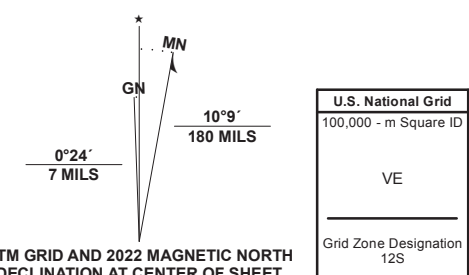 ★
MN
GN
10°9´
180 MILS
0°24´
7 MILS
TM GRID AND 2022 MAGNETIC NORTH
DECLINATION AT CENTER OF SHEET
U.S. National Grid
100,000 - m Square ID
VE
Grid Zone Designation
12S